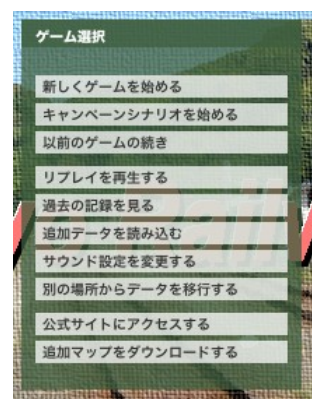 ゲーム選択
新しくゲームを始める
キャンペーンシナリオを始める
以前のゲームの続き
リプレイを再生する
過去の記録を見る
追加データを読み込む
サウンド設定を変更する
別の場所からデータを移行する
公式サイトにアクセスする
追加マップをダウンロードする